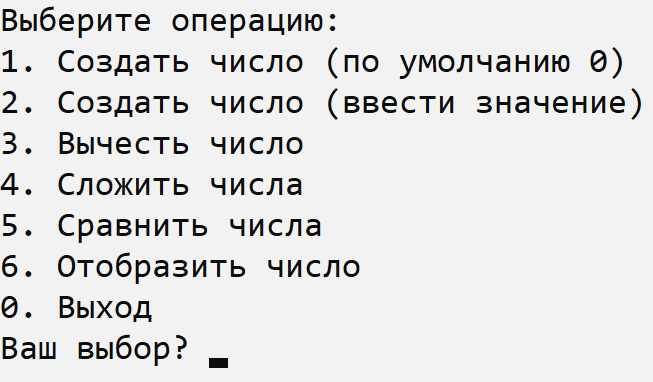 Выберите операцию:
1. Создать число (по умолчанию 0)
2. Создать число (ввести значение)
3. Вычесть число
4. Сложить числа
5. Сравнить числа
6. Отобразить число
0. Выход
Ваш выбор? _